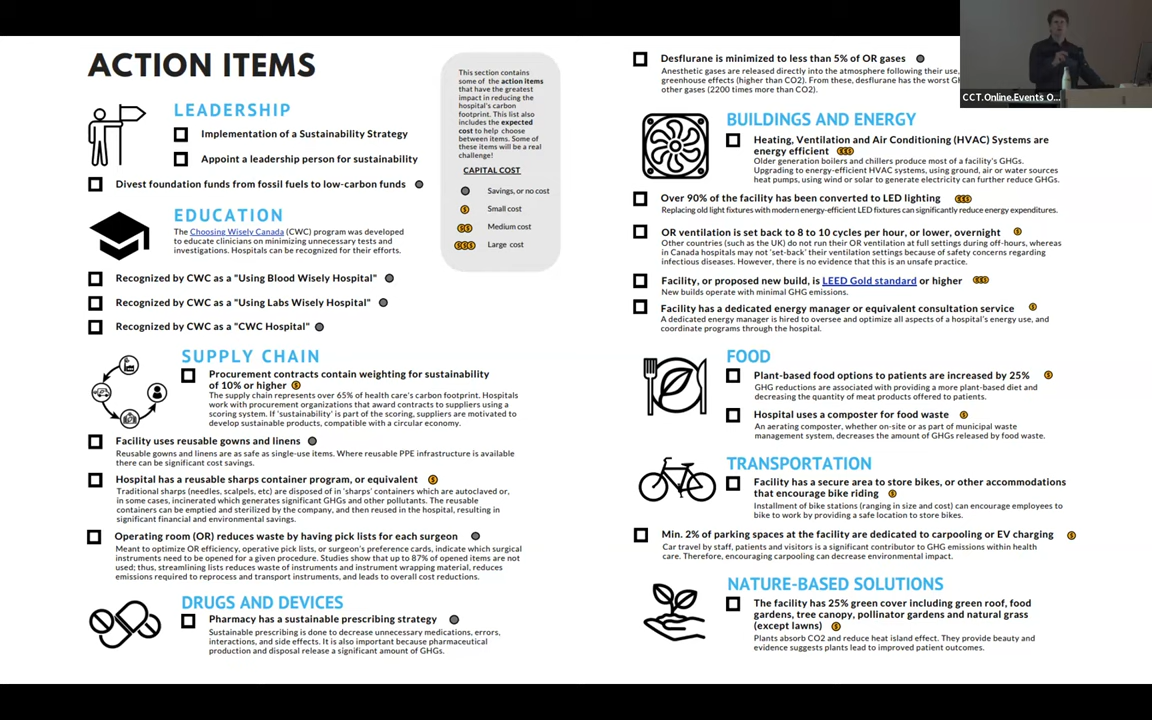 ACTION ITEMS
This section contains
some of the action items
that have the greatest
impact in reducing the
hospital's carbon
footprint. This list also
includes the expected
cost to help choose
between items. Some of
these items will be a real
challenge!
CAPITAL COST
Savings, or no cost
Small cost
Medium cost
Large cost
LEADERSHIP
Implementation of a Sustainability Strategy
Appoint a leadership person for sustainability
Divest foundation funds from fossil fuels to low-carbon funds
EDUCATION
The Choosing Wisely Canada (CWC) program was developed
to educate clinicians on minimizing unnecessary tests and
investigations. Hospitals can be recognized for their efforts.
Recognized by CWC as a "Using Blood Wisely Hospital"
Recognized by CWC as a "Using Labs Wisely Hospital"
Recognized by CWC as a "CWC Hospital"
SUPPLY CHAIN
Procurement contracts contain weighting for sustainability
of 10% or higher
The supply chain represents over 65% of health care's carbon footprint. Hospitals
work with procurement organizations that award contracts to suppliers using a
scoring system. If 'sustainability' is part of the scoring, suppliers are motivated to
develop sustainable products, compatible with a circular economy.
Facility uses reusable gowns and linens
Reusable gowns and linens are as safe as single-use items. Where reusable PPE infrastructure is available
there can be significant cost savings.
Hospital has a reusable sharps container program, or equivalent
Traditional sharps (needles, scalpels, etc) are disposed of in 'sharps' containers which are autoclaved or,
in some cases, incinerated which generates significant GHGs and other pollutants. The reusable
containers can be emptied and sterilized by the company, and then reused in the hospital, resulting in
significant financial and environmental savings.
Operating room (OR) reduces waste by having pick lists for each surgeon
Meant to optimize OR efficiency, operative pick lists, or surgeon's preference cards, indicate which surgical
instruments need to be opened for a given procedure. Studies show that up to 87% of opened items are not
used; thus, streamlining lists reduces waste of instruments and instrument wrapping material, reduces
emissions required to reprocess and transport instruments, and leads to overall cost reductions.
DRUGS AND DEVICES
Pharmacy has a sustainable prescribing strategy
Sustainable prescribing is done to decrease unnecessary medications, errors,
interactions, and side effects. It is also important because pharmaceutical
production and disposal release a significant amount of GHGs.
Desflurane is minimized to less than 5% of OR gases
Anesthetic gases are released directly into the atmosphere following their use,
greenhouse effects (higher than CO2). From these, desflurane has the worst
other gases (2200 times more than CO2).
BUILDINGS AND ENERGY
Heating, Ventilation and Air Conditioning (HVAC) Systems are
energy efficient
Older generation boilers and chillers produce most of a facility's GHGs.
Upgrading to energy-efficient HVAC systems, using ground, air or water sources
heat pumps, using wind or solar to generate electricity can further reduce GHGs.
Over 90% of the facility has been converted to LED lighting
Replacing old light fixtures with modern energy-efficient LED fixtures can significantly reduce energy expenditures.
OR ventilation is set back to 8 to 10 cycles per hour, or lower, overnight
Other countries (such as the UK) do not run their OR ventilation at full settings during off-hours, whereas
in Canada hospitals may not 'set-back' their ventilation settings because of safety concerns regarding
infectious diseases. However, there is no evidence that this is an unsafe practice.
Facility, or proposed new build, is LEED Gold standard or higher
New builds operate with minimal GHG emissions.
Facility has a dedicated energy manager or equivalent consultation service
A dedicated energy manager is hired to oversee and optimize all aspects of a hospital's energy use, and
coordinate programs through the hospital.
FOOD
Plant-based food options to patients are increased by 25%
GHG reductions are associated with providing a more plant-based diet and
decreasing the quantity of meat products offered to patients.
Hospital uses a composter for food waste
An aerating composter, whether on-site or as part of municipal waste
management system, decreases the amount of GHGs released by food waste.
TRANSPORTATION
Facility has a secure area to store bikes, or other accommodations
that encourage bike riding
Installment of bike stations (ranging in size and cost) can encourage employees to
bike to work by providing a safe location to store bikes.
Min. 2% of parking spaces at the facility are dedicated to carpooling or EV charging
Car travel by staff, patients and visitors is a significant contributor to GHG emissions within health
care. Therefore, encouraging carpooling can decrease environmental impact.
NATURE-BASED SOLUTIONS
The facility has 25% green cover including green roof, food
gardens, tree canopy, pollinator gardens and natural grass
(except lawns)
Plants absorb CO2 and reduce heat island effect. They provide beauty and
evidence suggests plants lead to improved patient outcomes.
CCT.Online.Events O...